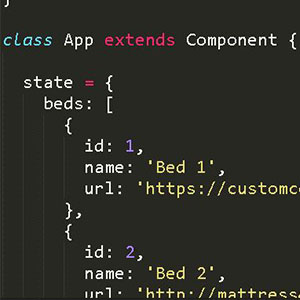 }
class App extends Component {
state = {
beds: [
{
id: 1,
name: 'Bed 1',
url: 'https://customc
},
{
id: 2,
name: 'Bed 2',
url: 'http://mattress